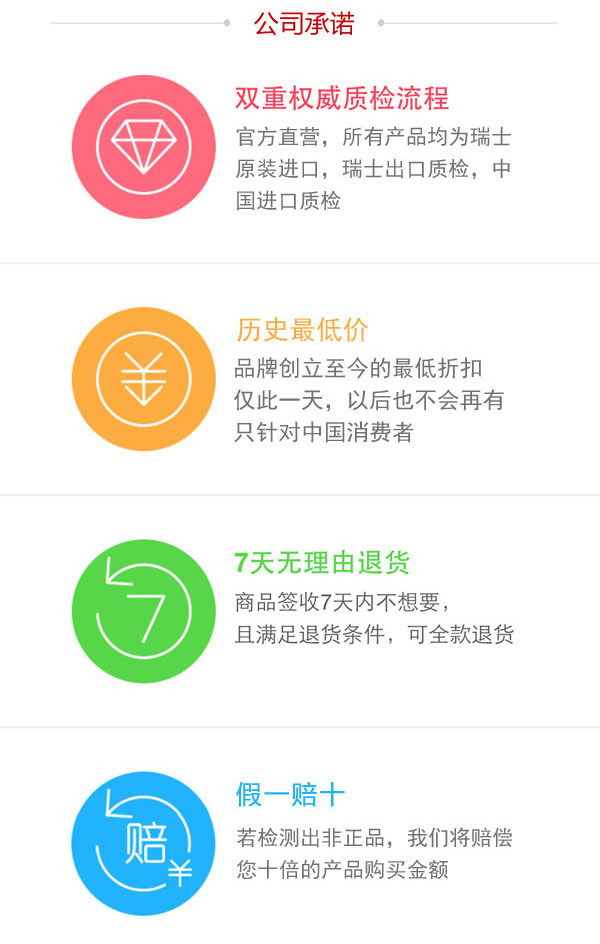 公司承诺
双重权威质检流程
官方直营，所有产品均为瑞士
原装进口，瑞士出口质检，中
国进口质检
历史最低价
品牌创立至今的最低折扣
仅此一天，以后也不会再有
只针对中国消费者
7天无理由退货
7
商品签收7天内不想要，
且满足退货条件，可全款退货
假一赔十
赔
¥
若检测出非正品，我们将赔偿
您十倍的产品购买金额